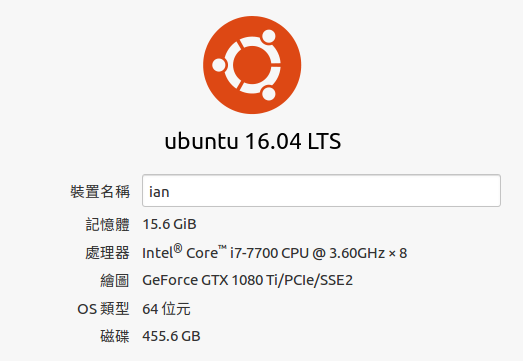 ubuntu 16.04 LTS
裝置名稱 ian
記憶體 15.6 GiB
處理器 Intel® Core™ i7-7700 CPU @ 3.60GHz × 8
繪圖 GeForce GTX 1080 Ti/PCIe/SSE2
OS 類型 64 位元
磁碟 455.6 GB